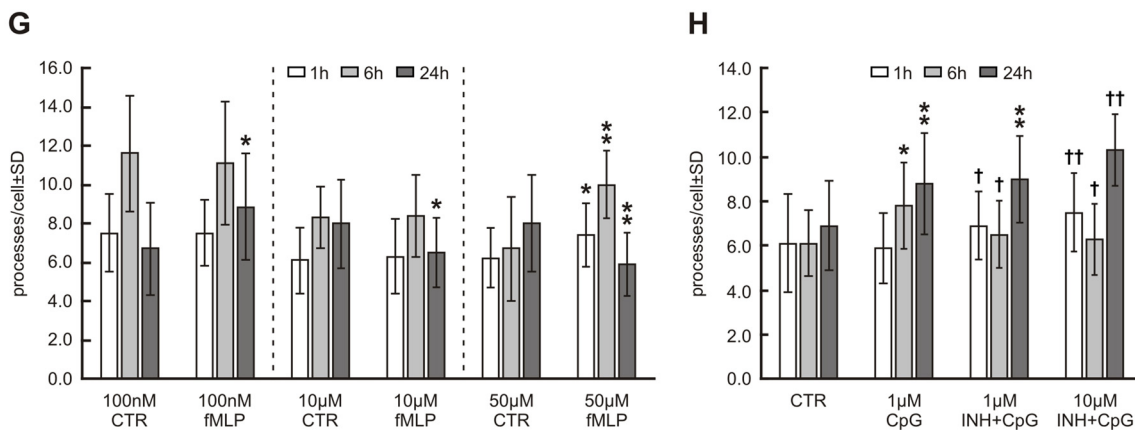 G
processes/cell±SD
16.0
14.0
12.0
10.0
8.0
6.0
4.0
2.0
0.0
1h 6h 24h
*
*
*
*
*
*
*
*
100nM CTR
100nM fMLP
10µM CTR
10µM fMLP
50µM CTR
50µM fMLP
H
processes/cell±SD
14.0
12.0
10.0
8.0
6.0
4.0
2.0
0.0
1h 6h 24h
*
*
*
†
†
*
*
††
†
††
CTR
1µM CpG
1µM INH+CpG
10µM INH+CpG